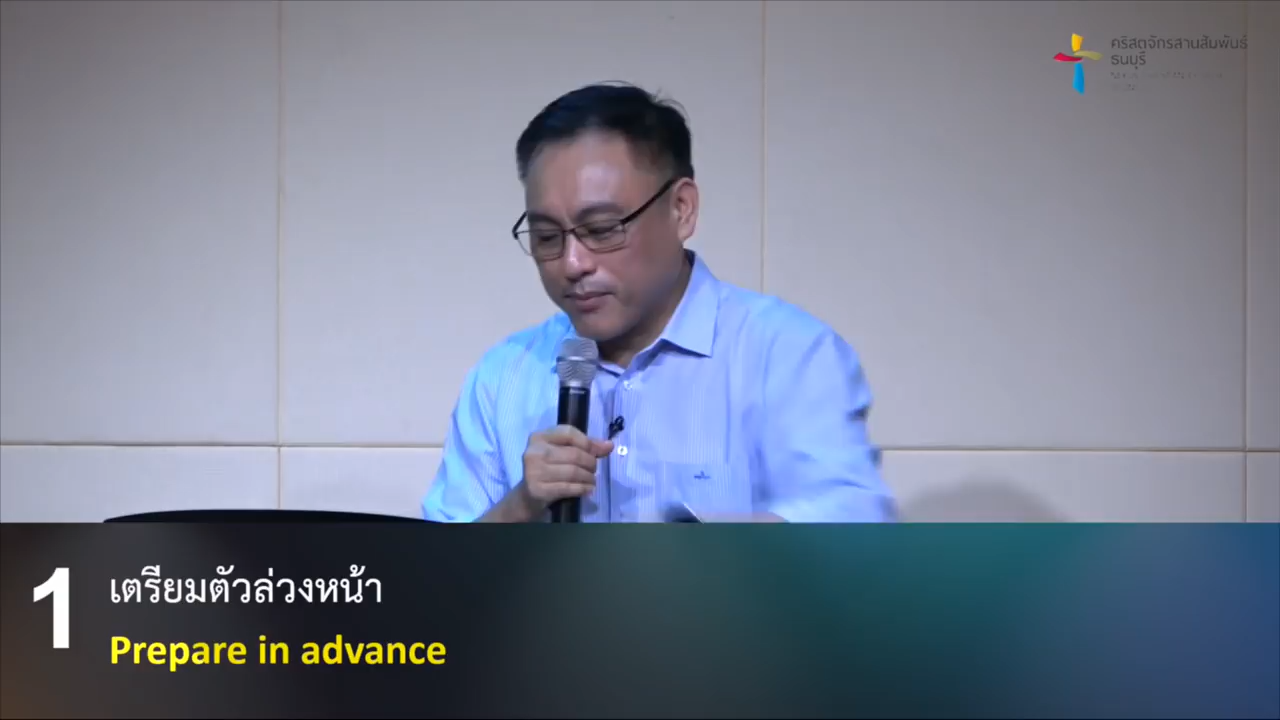 คริสตจักรสานสัมพันธ์
ธนบุรี
1
เตรียมตัวล่วงหน้า
Prepare in advance